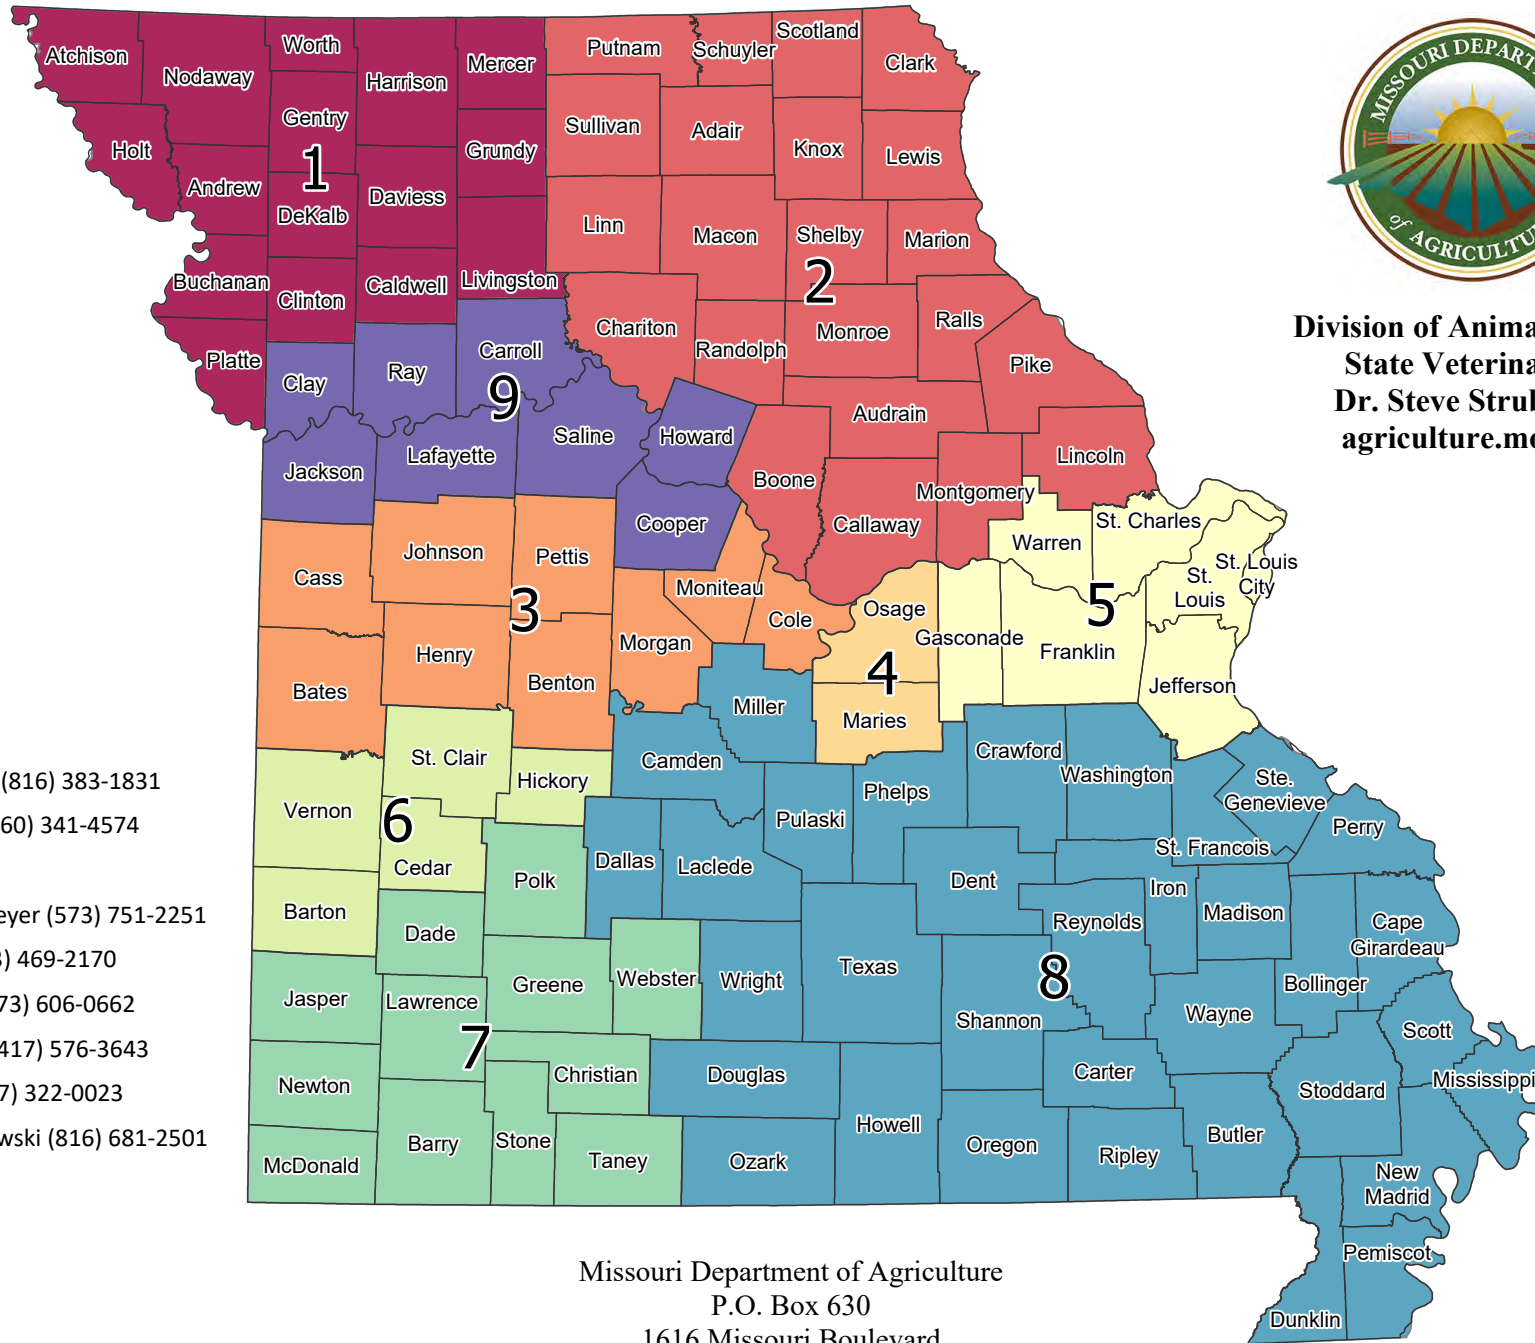 Atchison
Nodaway
Worth
Harrison
Mercer
Putnam
Schuyler
Scotland
Clark
Gentry
Holt
Andrew
1
DeKalb
Daviess
Grundy
Sullivan
Adair
Knox
Lewis
Linn
Macon
Shelby
Marion
2
Buchanan
Clinton
Caldwell
Livingston
Chariton
Randolph
Monroe
Ralls
Pike
Platte
Clay
Ray
Carroll
9
Audrain
Jackson
Lafayette
Saline
Howard
Boone
Callaway
Montgomery
Lincoln
Cooper
Warren
St. Charles
St.
Louis
St. Louis
City
5
Cass
Johnson
Pettis
3
Moniteau
Cole
Osage
Gasconade
Franklin
Jefferson
Bates
Henry
Benton
Morgan
Miller
4
Maries
St. Clair
Hickory
Camden
Crawford
Washington
Ste.
Genevieve
Perry
Vernon
6
Cedar
Polk
Dallas
Laclede
Pulaski
Phelps
Dent
St. Francois
Iron
Madison
Cape
Girardeau
Barton
Dade
Greene
Webster
Wright
Texas
Reynolds
8
Shannon
Wayne
Bollinger
Scott
Mississippi
Jasper
Lawrence
7
Newton
Christian
Douglas
Howell
Carter
Stoddard
McDonald
Barry
Stone
Taney
Ozark
Oregon
Ripley
Butler
New
Madrid
Pemiscot
Dunklin
MISSOURI
of
Division of
State
Dr. Steve
(816) 383-1831
60) 341-4574
eyer (573) 751-2251
) 469-2170
73) 606-0662
417) 576-3643
7) 322-0023
wski (816) 681-2501
Missouri Department of Agriculture
P.O. Box 630
1616 Missouri Boulevard